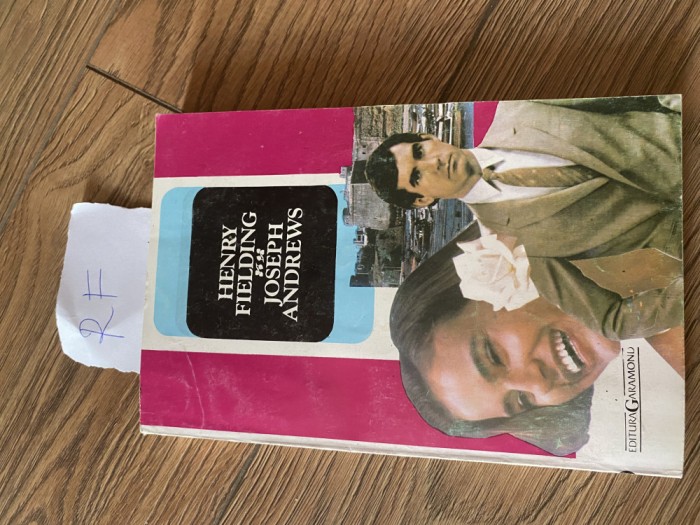 HENRY
FIELDING
JOSEPH
ANDREWS
EDITURA GARAMOND
RF